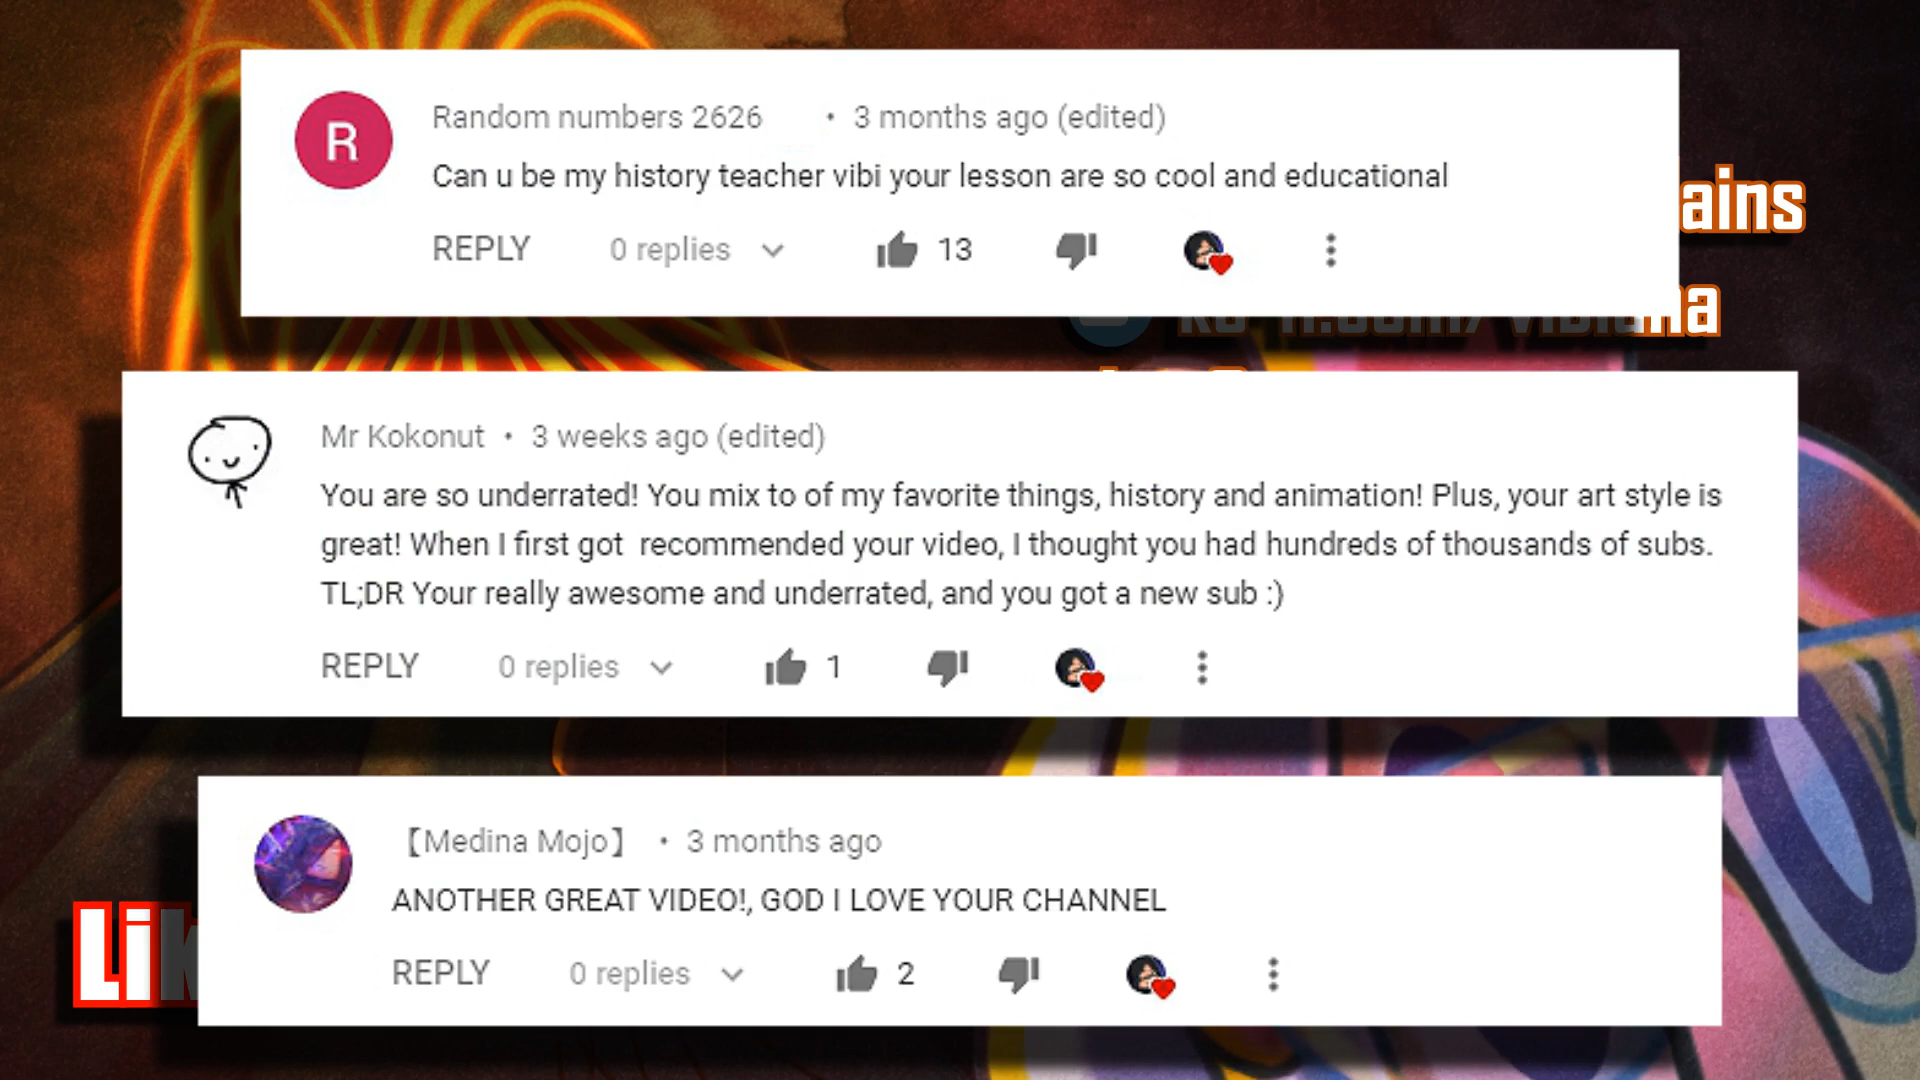 R
Random numbers 2626 • 3 months ago (edited)
Can u be my history teacher vibi your lesson are so cool and educational
REPLY 0 replies 13
ains
ko-fi.com/vibiana
Mr Kokonut • 3 weeks ago (edited)
You are so underrated! You mix to of my favorite things, history and animation! Plus, your art style is
great! When I first got recommended your video, I thought you had hundreds of thousands of subs.
TL;DR Your really awesome and underrated, and you got a new sub :)
REPLY 0 replies 1
【Medina Mojo】 • 3 months ago
ANOTHER GREAT VIDEO!, GOD I LOVE YOUR CHANNEL
REPLY 0 replies 2
Lik